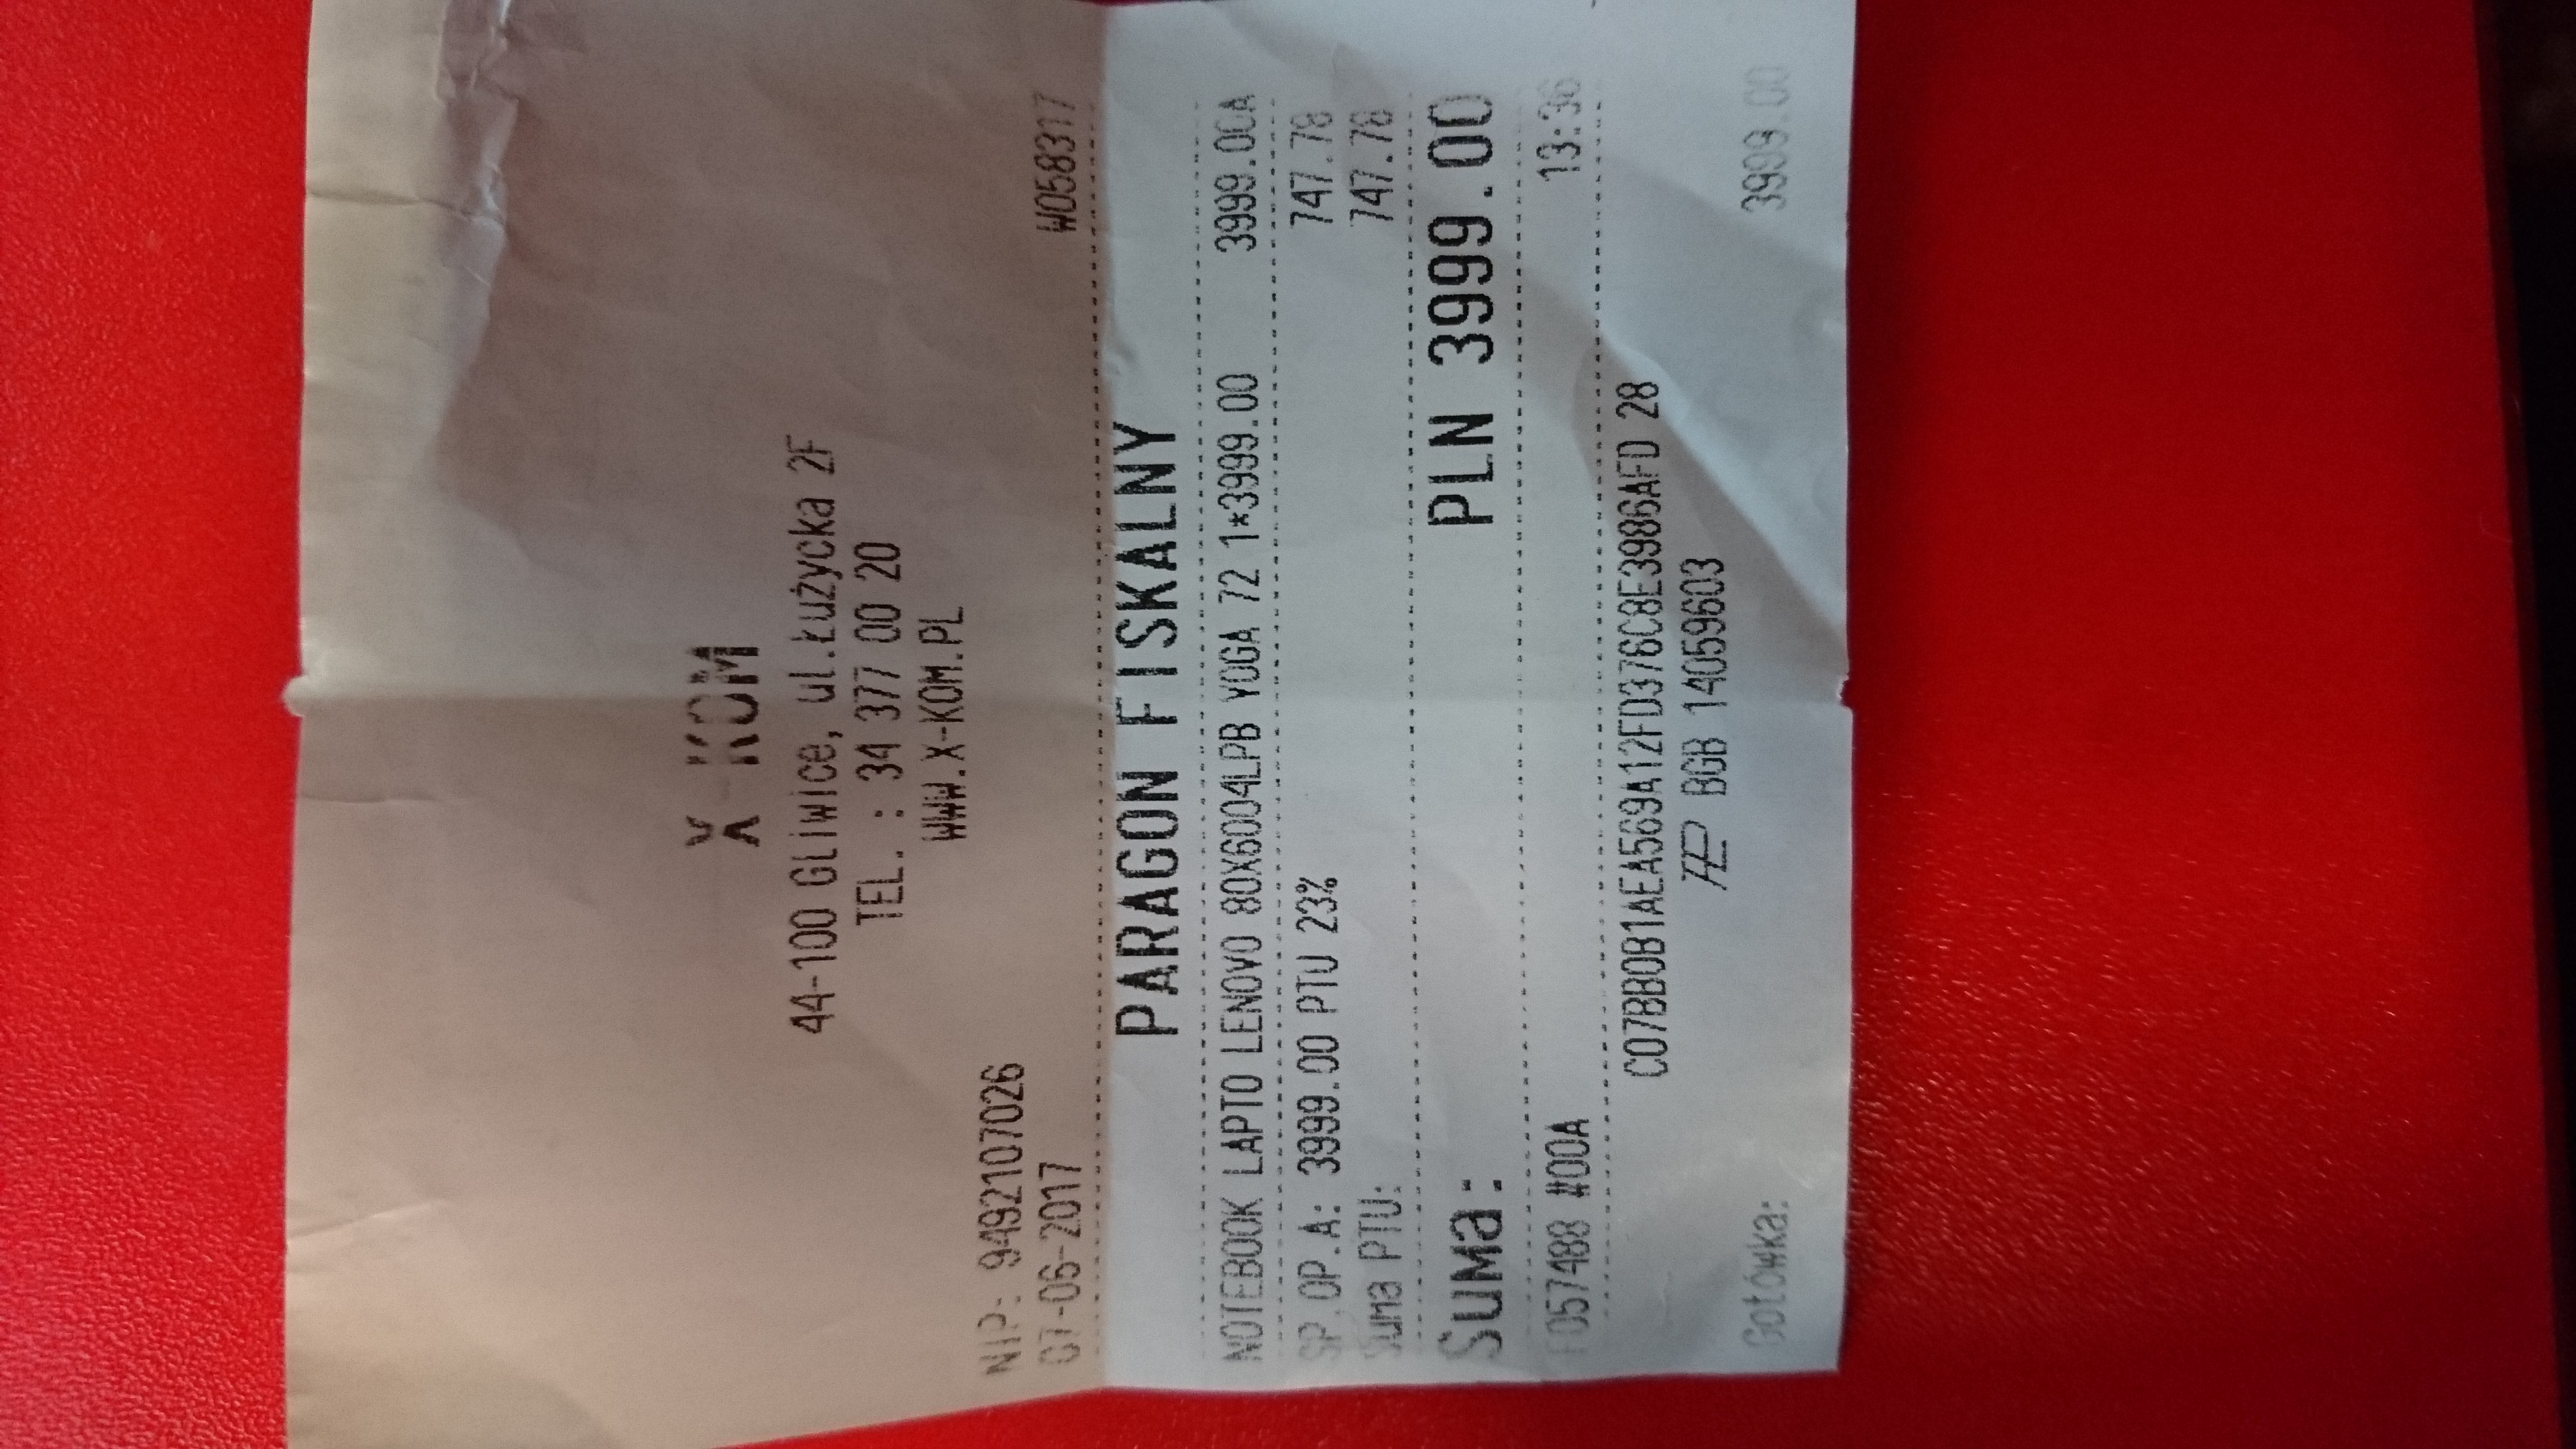 X-KOM
44-100 Gliwice, ul.Łużycka 2F
TEL. : 34 377 00 20
WWW.X-KOM.PL
NIP: 9492107026
07-06-2017 W058317
PARAGON FISKALNY
NOTEBOOK LAPTO LENOVO 80X6004LPB YOGA 72 1*3999.00 3999.00A
SP.OP.A: 3999.00 PTU 23% 747.78
Suma PTU: 747.78
Suma: PLN 3999.00
F057488 #00A 13:36
C07BB0B1AEA569A12FD376C8E3986AFD 28
BGB 14059603
Gotówka: 3999.00